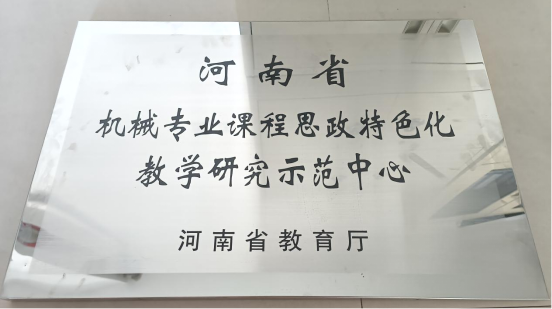 河南省
机械专业课程思政特色化
教学研究示范中心
河南省教育厅